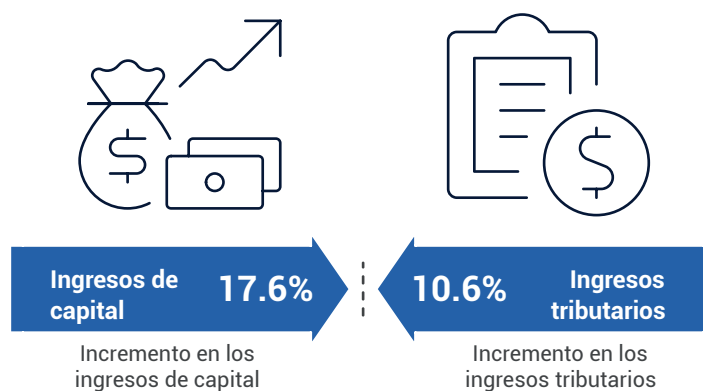 $
$
Ingresos de
capital
17.6%
10.6%
Ingresos
tributarios
Incremento en los
ingresos de capital
Incremento en los
ingresos tributarios